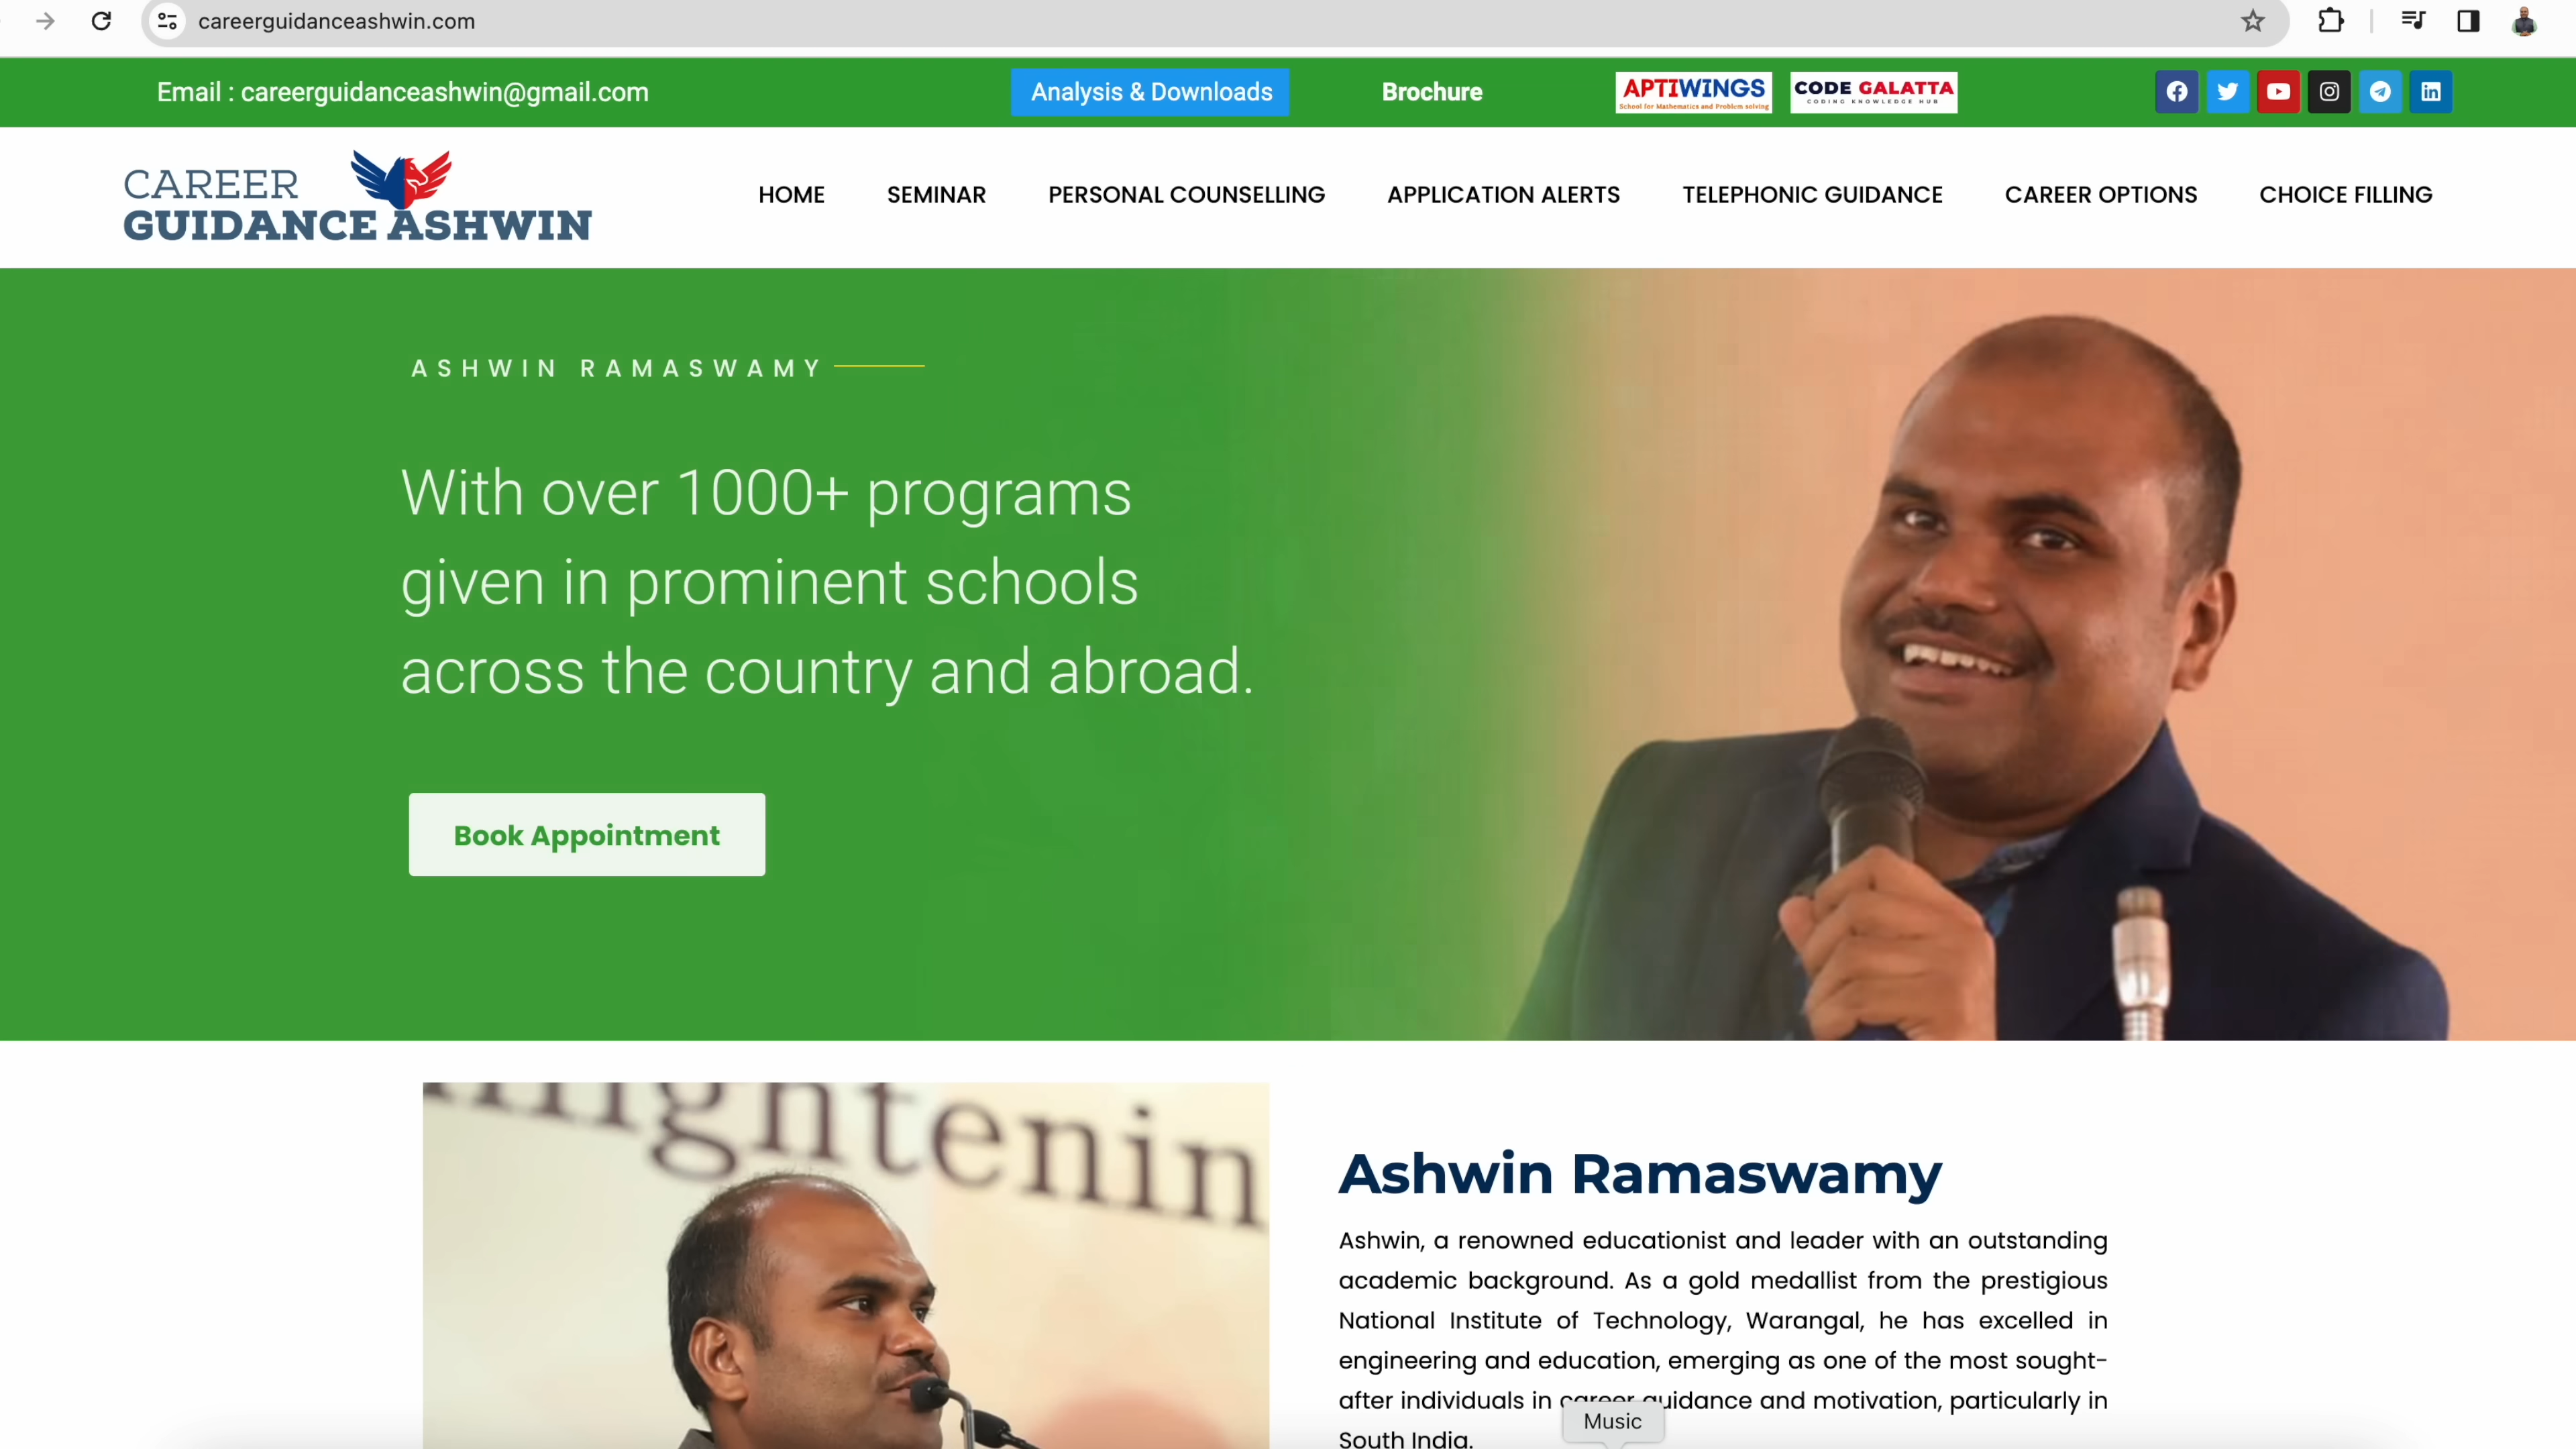 careerguidanceashwin.com
Email : careerguidanceashwin@gmail.com
Analysis & Downloads
Brochure
APTIWINGS
School for Mathematics and Problem solving
CODE GALATTA
CODING KNOWLEDGE HUB
CAREER
GUIDANCE ASHWIN
HOME
SEMINAR
PERSONAL COUNSELLING
APPLICATION ALERTS
TELEPHONIC GUIDANCE
CAREER OPTIONS
CHOICE FILLING
ASHWIN RAMASWAMY
With over 1000+ programs
given in prominent schools
across the country and abroad.
Book Appointment
Ashwin Ramaswamy
Ashwin, a renowned educationist and leader with an outstanding
academic background. As a gold medallist from the prestigious
National Institute of Technology, Warangal, he has excelled in
engineering and education, emerging as one of the most sought-
after individuals in career guidance and motivation, particularly in
South India.
Music